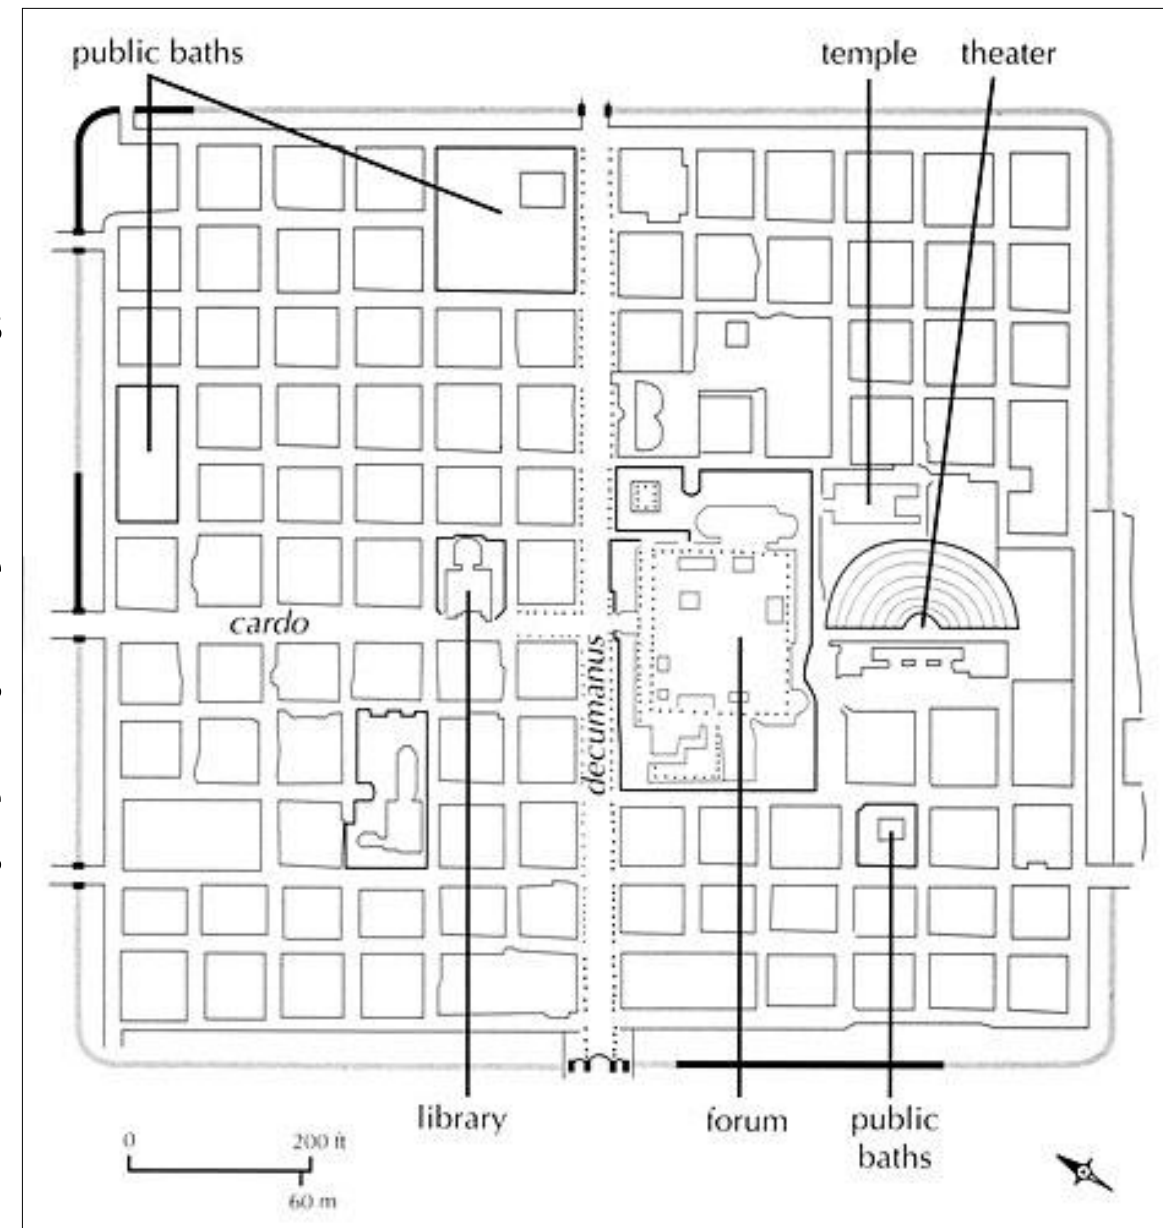 public baths
temple
theater
cardo
decumanus
library
forum
public
baths
0
200 ft
60 m